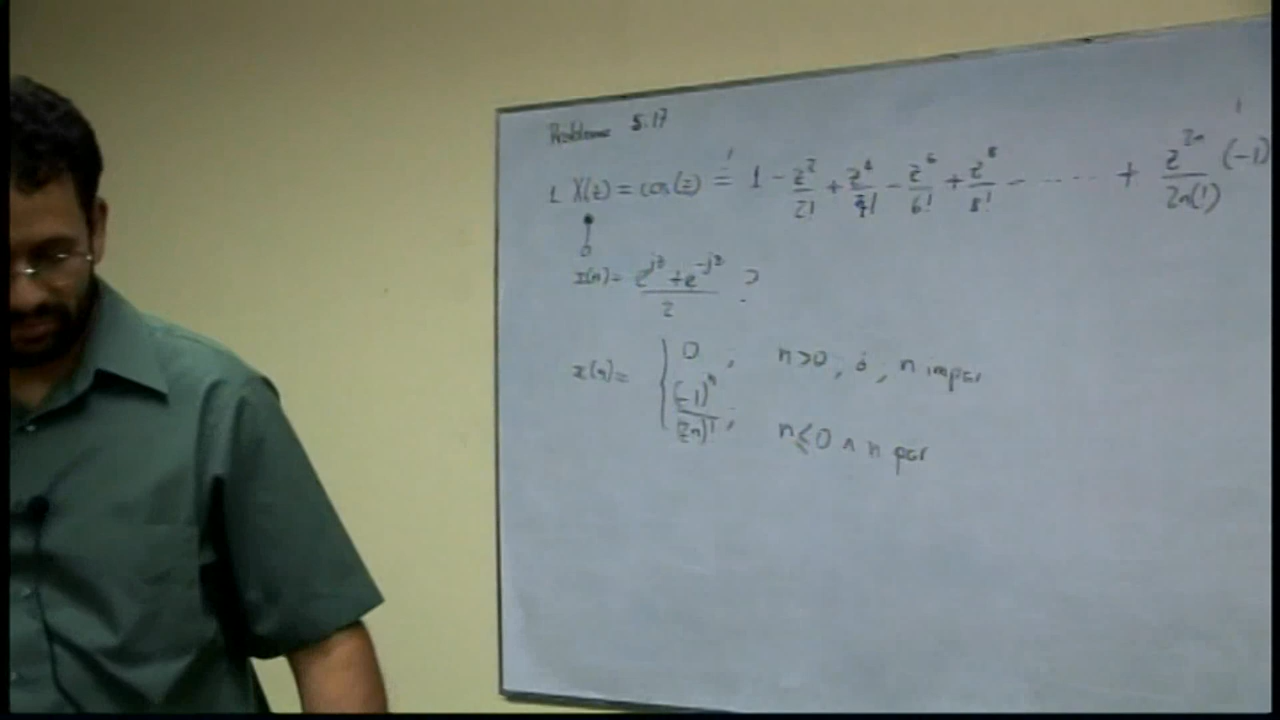 Problema 5.17
1. X(z) = cos(z) = 1 - z²/2! + z⁴/4! - z⁶/6! + z⁸/8! - ..... + z²ⁿ/2n(!) (-1)
x(n) = (e^{jz} + e^{-jz})/2 ?
x(n) = { 0 ; n>0, ó, n impar
(-1)ⁿ/(2n)! ; n≤0 ∧ n par